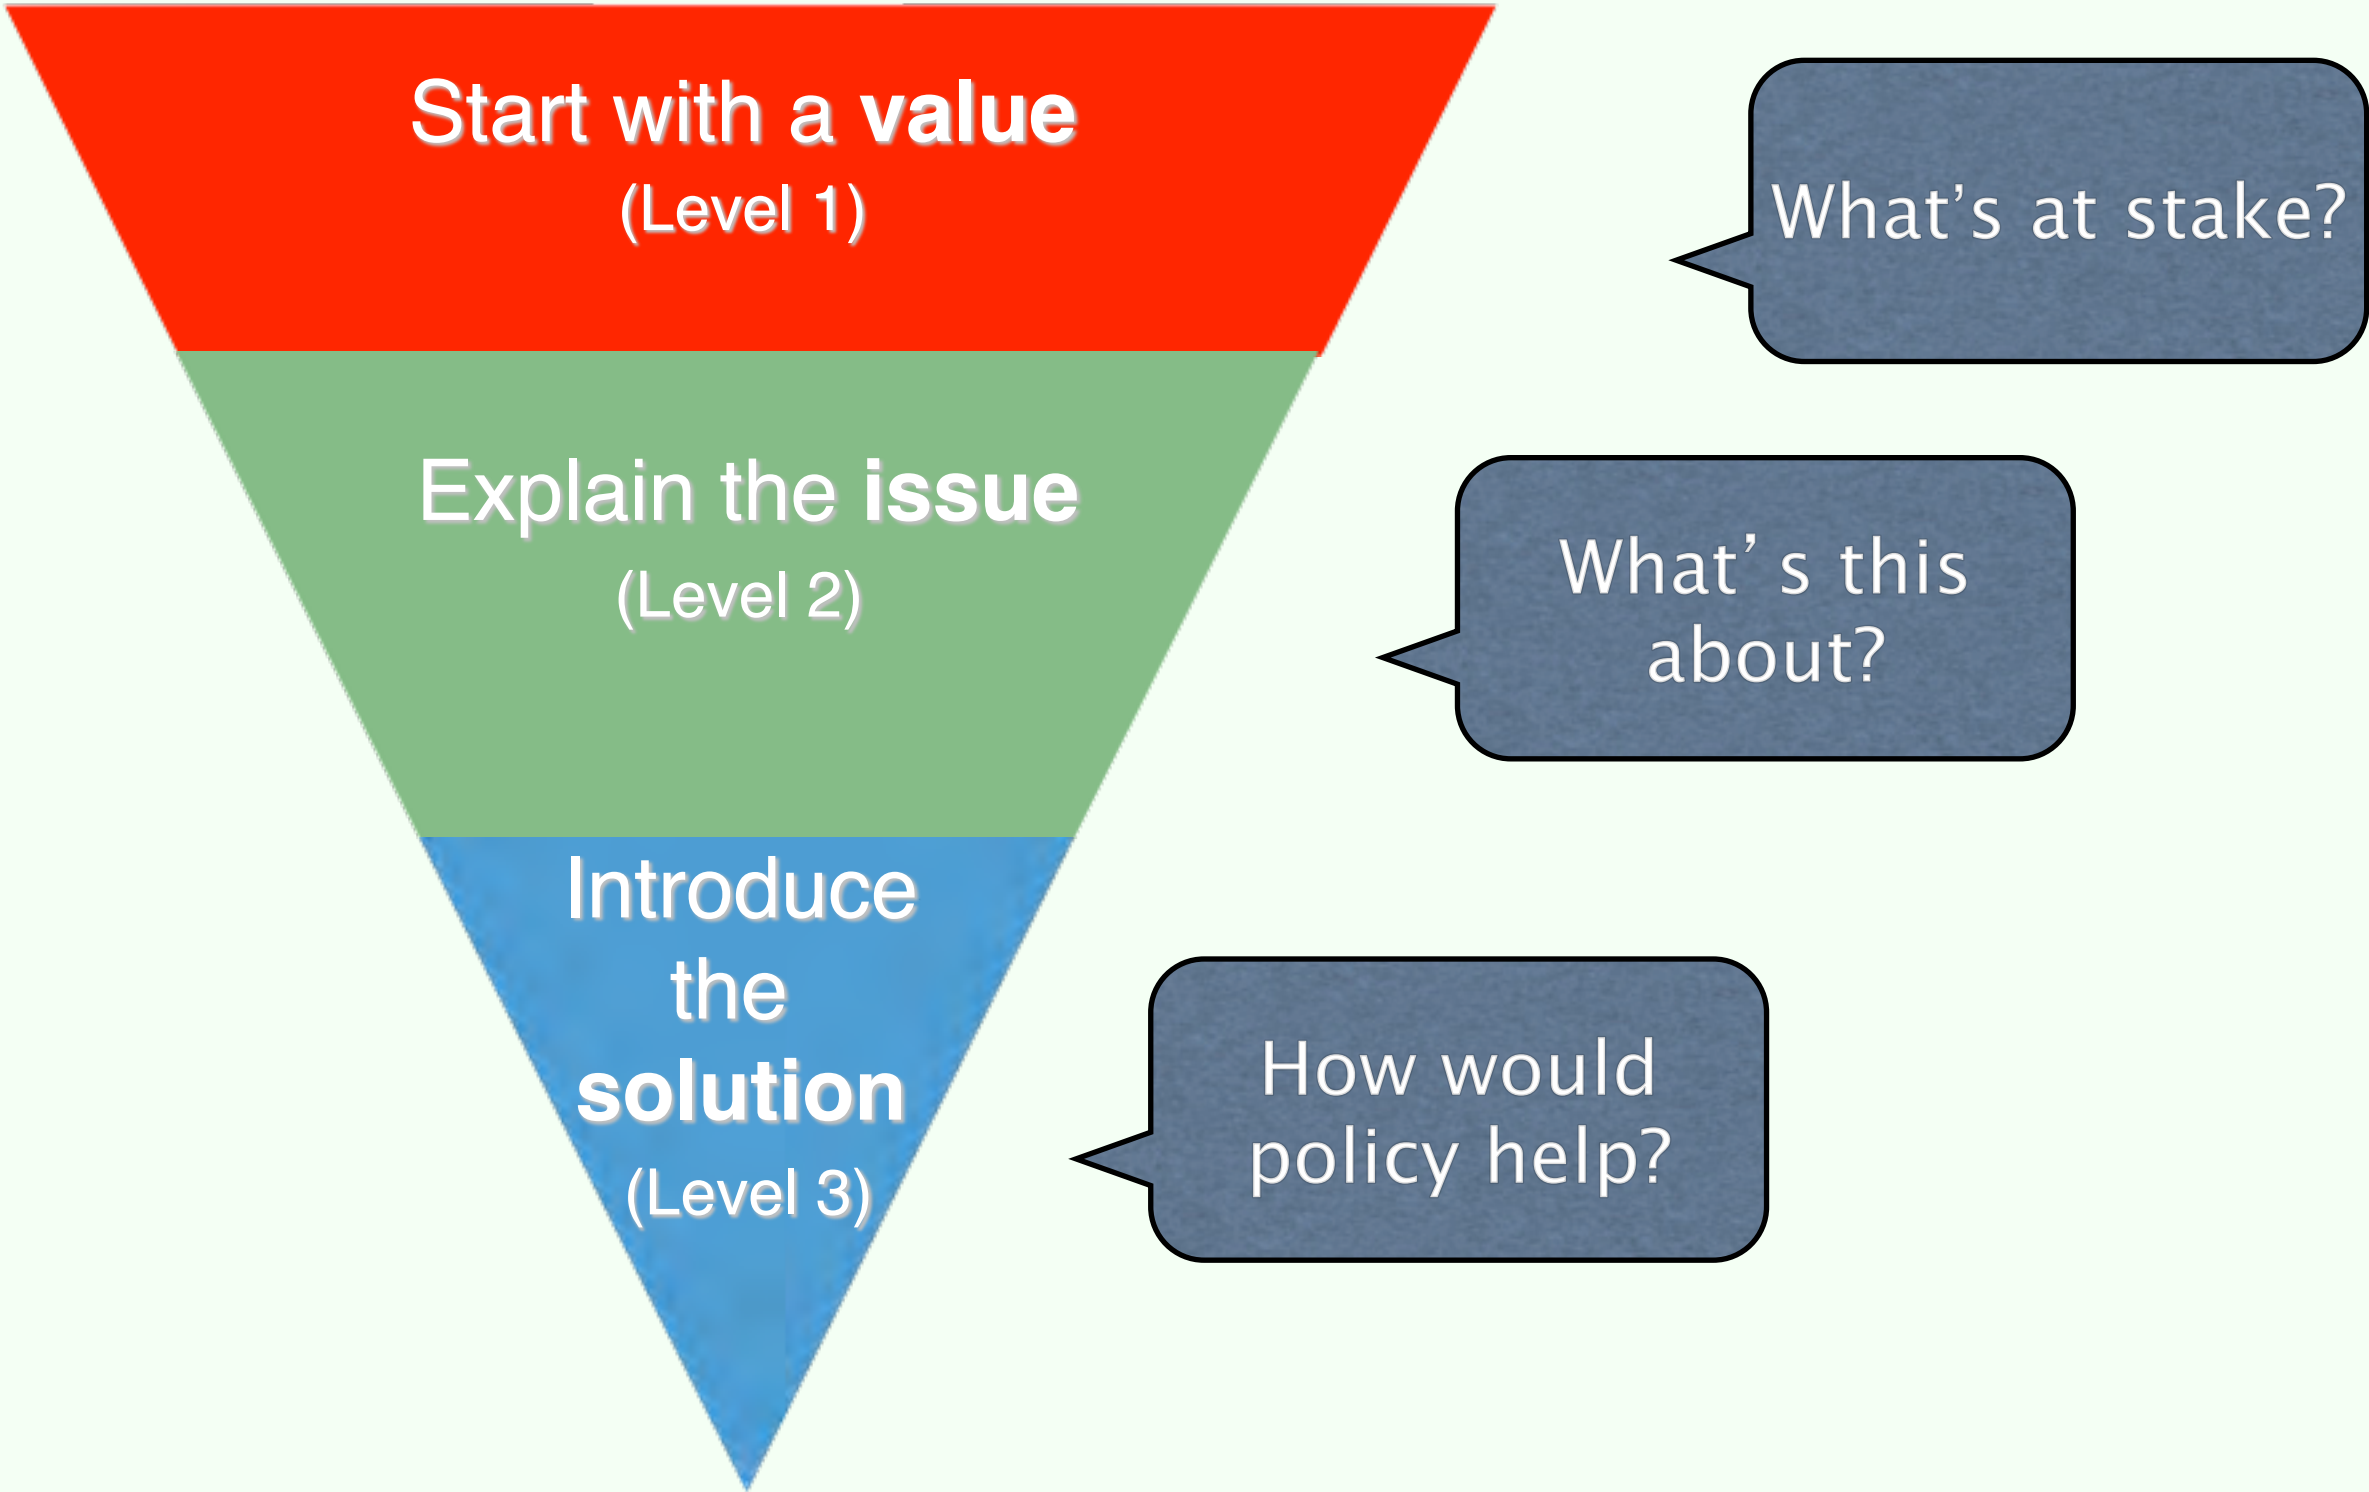 Start with a value
(Level 1)
What's at stake?
Explain the issue
(Level 2)
What’s this
about?
Introduce
the
solution
(Level 3)
How would
policy help?